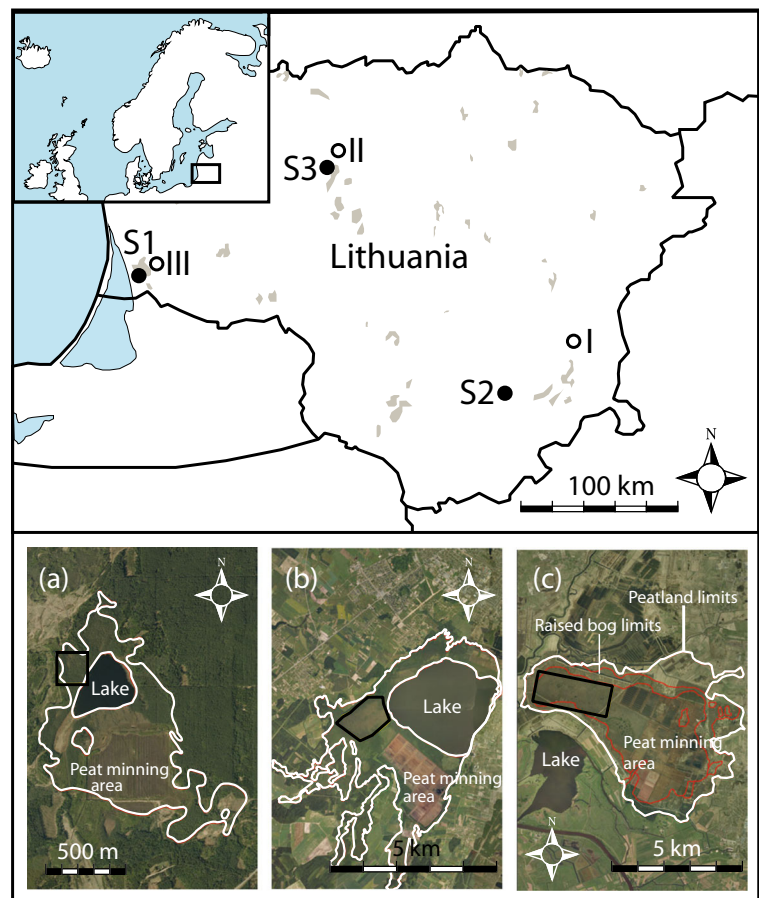 II
S3
S1
III
Lithuania
I
S2
N
100 km
(a)
N
Lake
Peat minning
area
500 m
(b)
N
Lake
Peat minning
area
5 km
(c)
Peatland limits
Raised bog limits
Peat minning
area
Lake
N
5 km